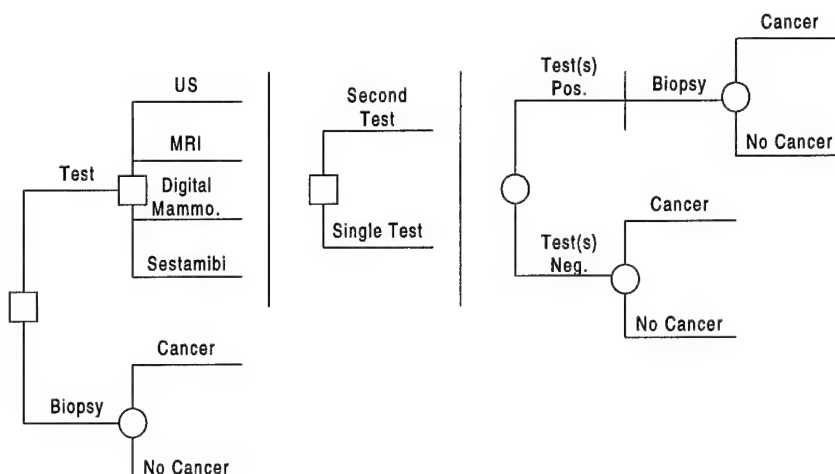 US
MRI
Test
Digital
Mammo.
Sestamibi
Biopsy
Cancer
No Cancer
Second
Test
Single Test
Test(s)
Pos.
Biopsy
Cancer
No Cancer
Test(s)
Neg.
Cancer
No Cancer